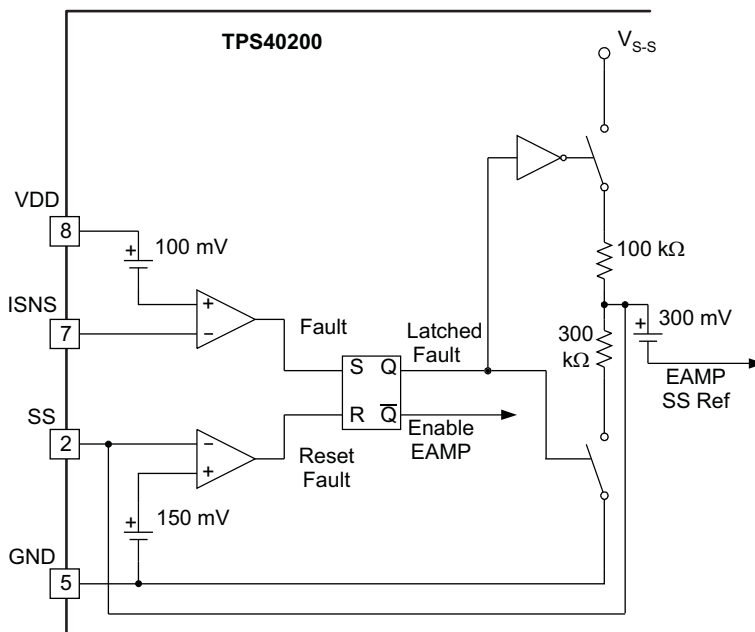 TPS40200
V_S-S
VDD
8
100 mV
+
100 kΩ
ISNS
7
+
−
Fault
Latched
Fault
300
kΩ
+
300 mV
EAMP
SS Ref
S Q
R Q̅
Enable
EAMP
SS
2
−
+
Reset
Fault
+
150 mV
GND
5